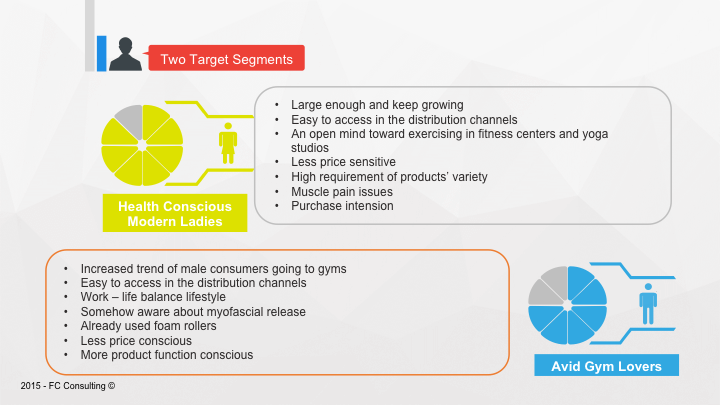 Two Target Segments
• Large enough and keep growing
• Easy to access in the distribution channels
• An open mind toward exercising in fitness centers and yoga
studios
• Less price sensitive
• High requirement of products’ variety
• Muscle pain issues
• Purchase intension
Health Conscious
Modern Ladies
• Increased trend of male consumers going to gyms
• Easy to access in the distribution channels
• Work – life balance lifestyle
• Somehow aware about myofascial release
• Already used foam rollers
• Less price conscious
• More product function conscious
Avid Gym Lovers
2015 - FC Consulting ©